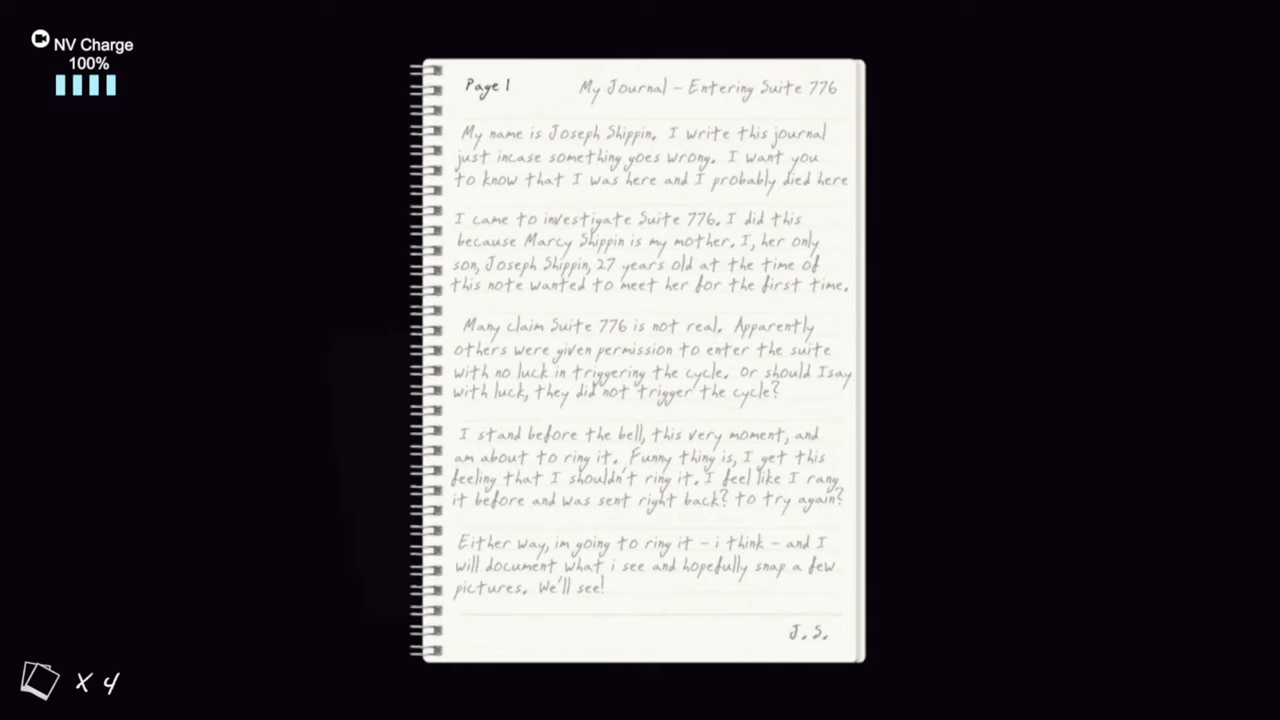 NV Charge
100%
Page 1
My Journal - Entering Suite 776
My name is Joseph Shippin. I write this journal
just incase something goes wrong. I want you
to know that I was here and I probably died here
I came to investigate Suite 776. I did this
because Marcy Shippin is my mother. I, her only
son, Joseph Shippin, 27 years old at the time of
this note wanted to meet her for the first time.
Many claim Suite 776 is not real. Apparently
others were given permission to enter the suite
with no luck in triggering the cycle. Or should I say
with luck, they did not trigger the cycle?
I stand before the bell, this very moment, and
am about to ring it. Funny thing is, I get this
feeling that I shouldn't ring it. I feel like I rang
it before and was sent right back? to try again?
Either way, im going to ring it - i think - and I
will document what i see and hopefully snap a few
pictures. We'll see!
J.S.
X 4